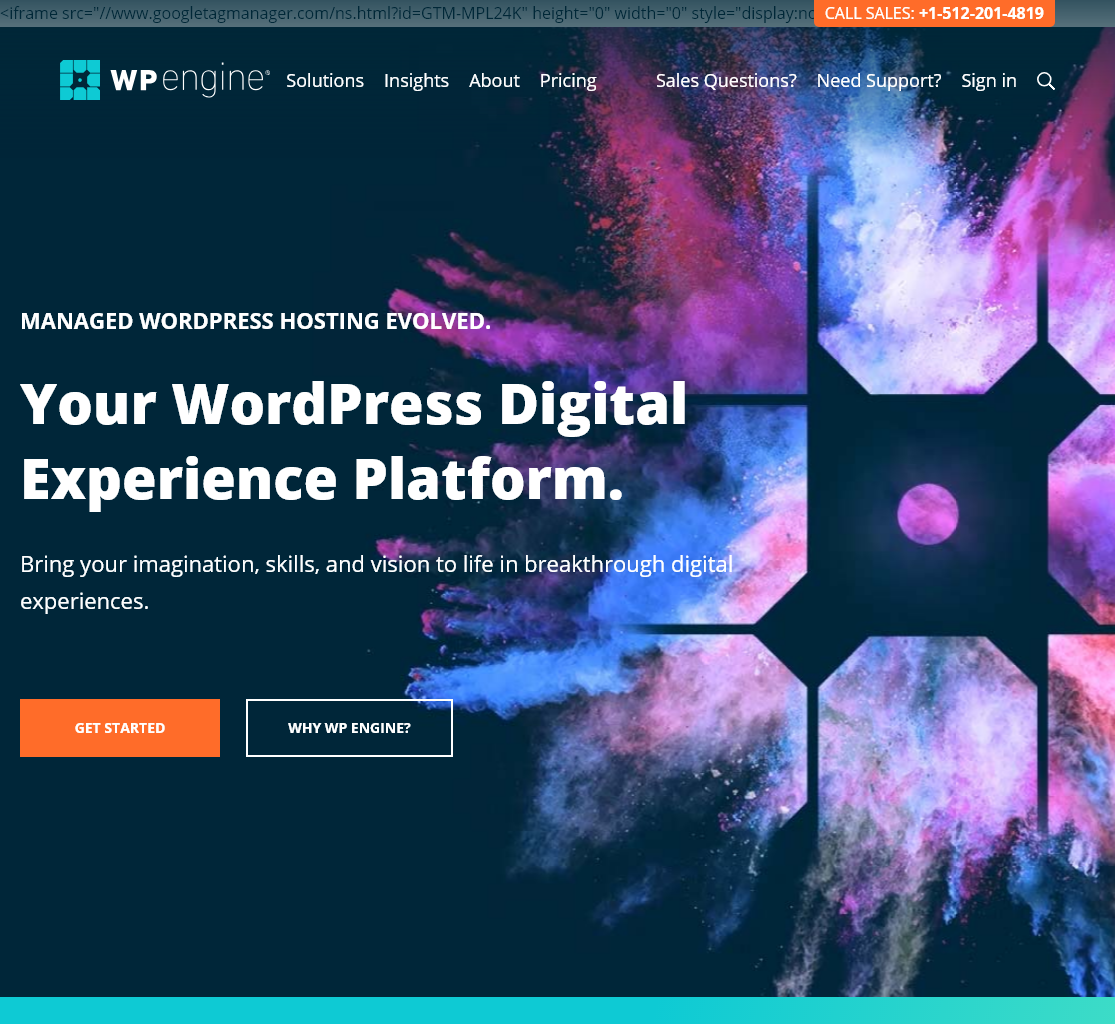 <iframe src="//www.googletagmanager.com/ns.html?id=GTM-MPL24K" height="0" width="0" style="display:no
CALL SALES: +1-512-201-4819
WP engine®
Solutions Insights About Pricing Sales Questions? Need Support? Sign in
MANAGED WORDPRESS HOSTING EVOLVED.
Your WordPress Digital
Experience Platform.
Bring your imagination, skills, and vision to life in breakthrough digital
experiences.
GET STARTED
WHY WP ENGINE?